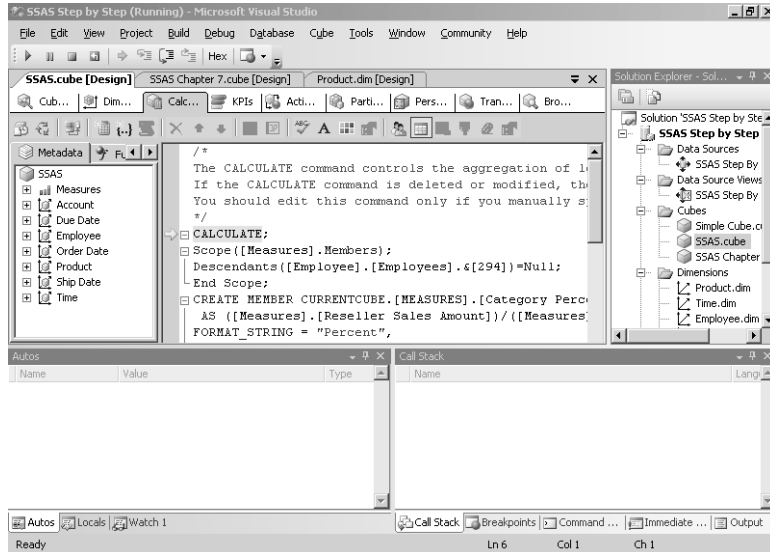 SSAS Step by Step (Running) - Microsoft Visual Studio
File Edit View Project Build Debug Database Cube Tools Window Community Help
Hex
SSAS.cube [Design] SSAS Chapter 7.cube [Design] Product.dim [Design]
Cub... Dim... Calc... KPIs Acti... Parti... Pers... Tran... Bro...
Metadata
SSAS
Measures
Account
Due Date
Employee
Order Date
Product
Ship Date
Time
/*
The CALCULATE command controls the aggregation of
If the CALCULATE command is deleted or modified,
You should edit this command only if you manually
*/
CALCULATE;
Scope([Measures].Members);
Descendants([Employee].[Employees].&[294])=Null;
End Scope;
CREATE MEMBER CURRENTCUBE.[MEASURES].[Category Perc
AS ([Measures].[Reseller Sales Amount])/([Measures]
FORMAT_STRING = "Percent",
Solution Explorer - Sol...
Solution 'SSAS Step by Ste
SSAS Step by Step
Data Sources
SSAS Step By
Data Source Views
SSAS Step By
Cubes
Simple Cube.cu
SSAS.cube
SSAS Chapter
Dimensions
Product.dim
Time.dim
Employee.dim
Autos
Name Value Type
Call Stack
Name Langu
Autos Locals Watch 1
Call Stack Breakpoints Command ... Immediate ... Output
Ready Ln 6 Col 1 Ch 1